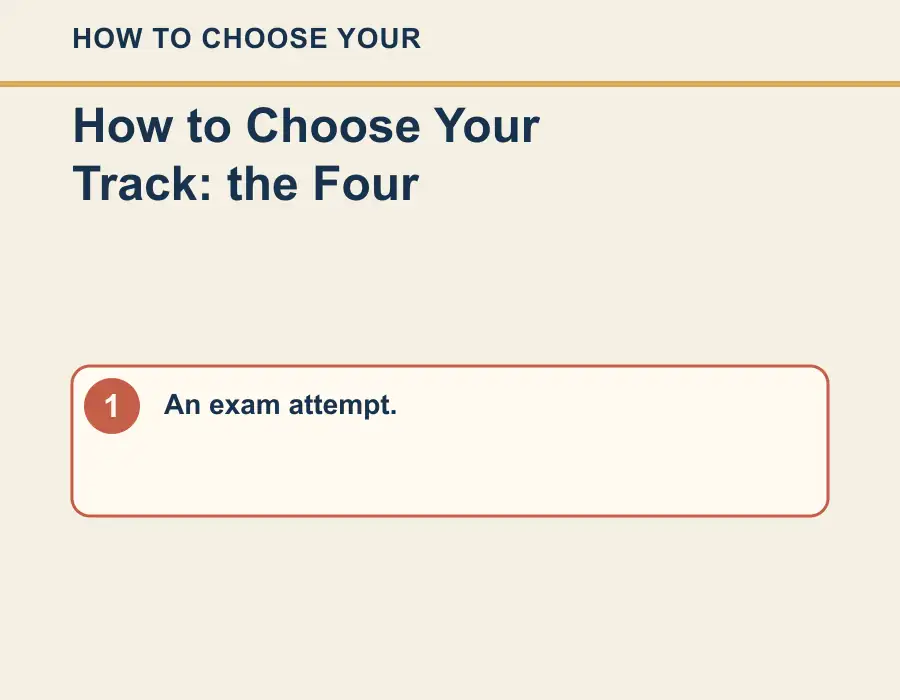 HOW TO CHOOSE YOUR
How to Choose Your
Track: the Four
1
An exam attempt.